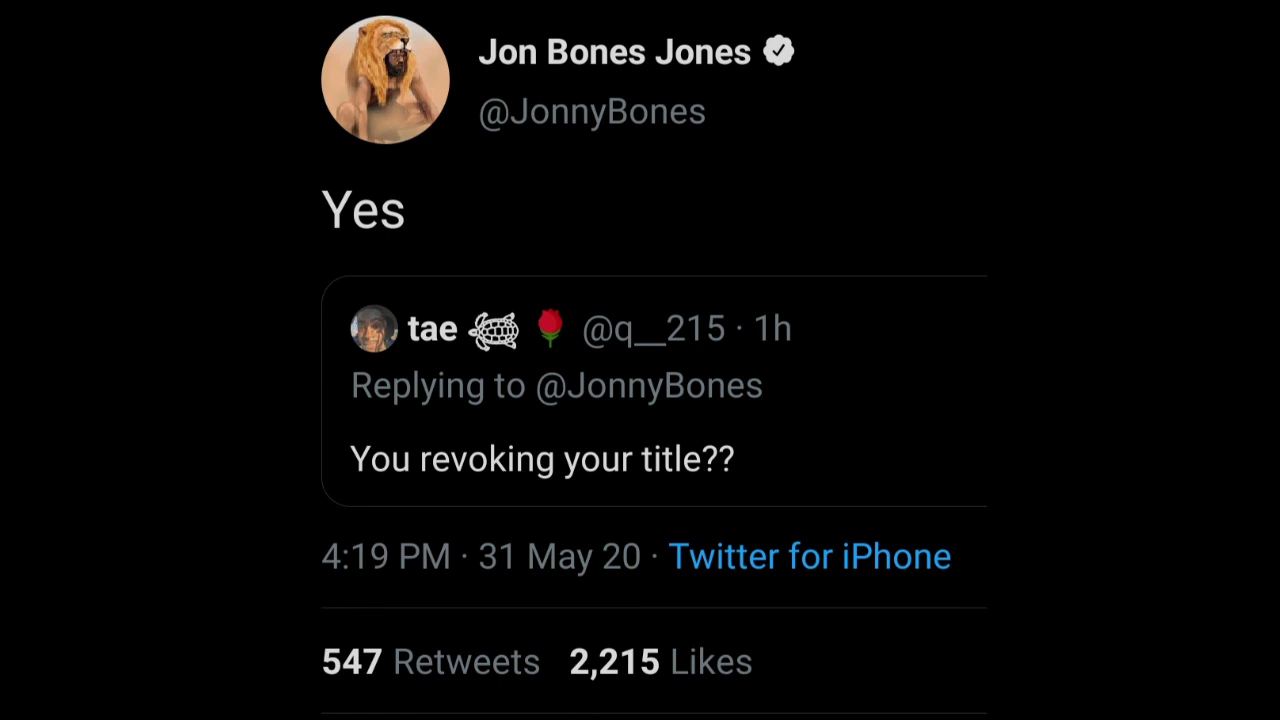 Jon Bones Jones
@JonnyBones
Yes
tae 🐢 🌹 @q__215 · 1h
Replying to @JonnyBones
You revoking your title??
4:19 PM · 31 May 20 · Twitter for iPhone
547 Retweets 2,215 Likes